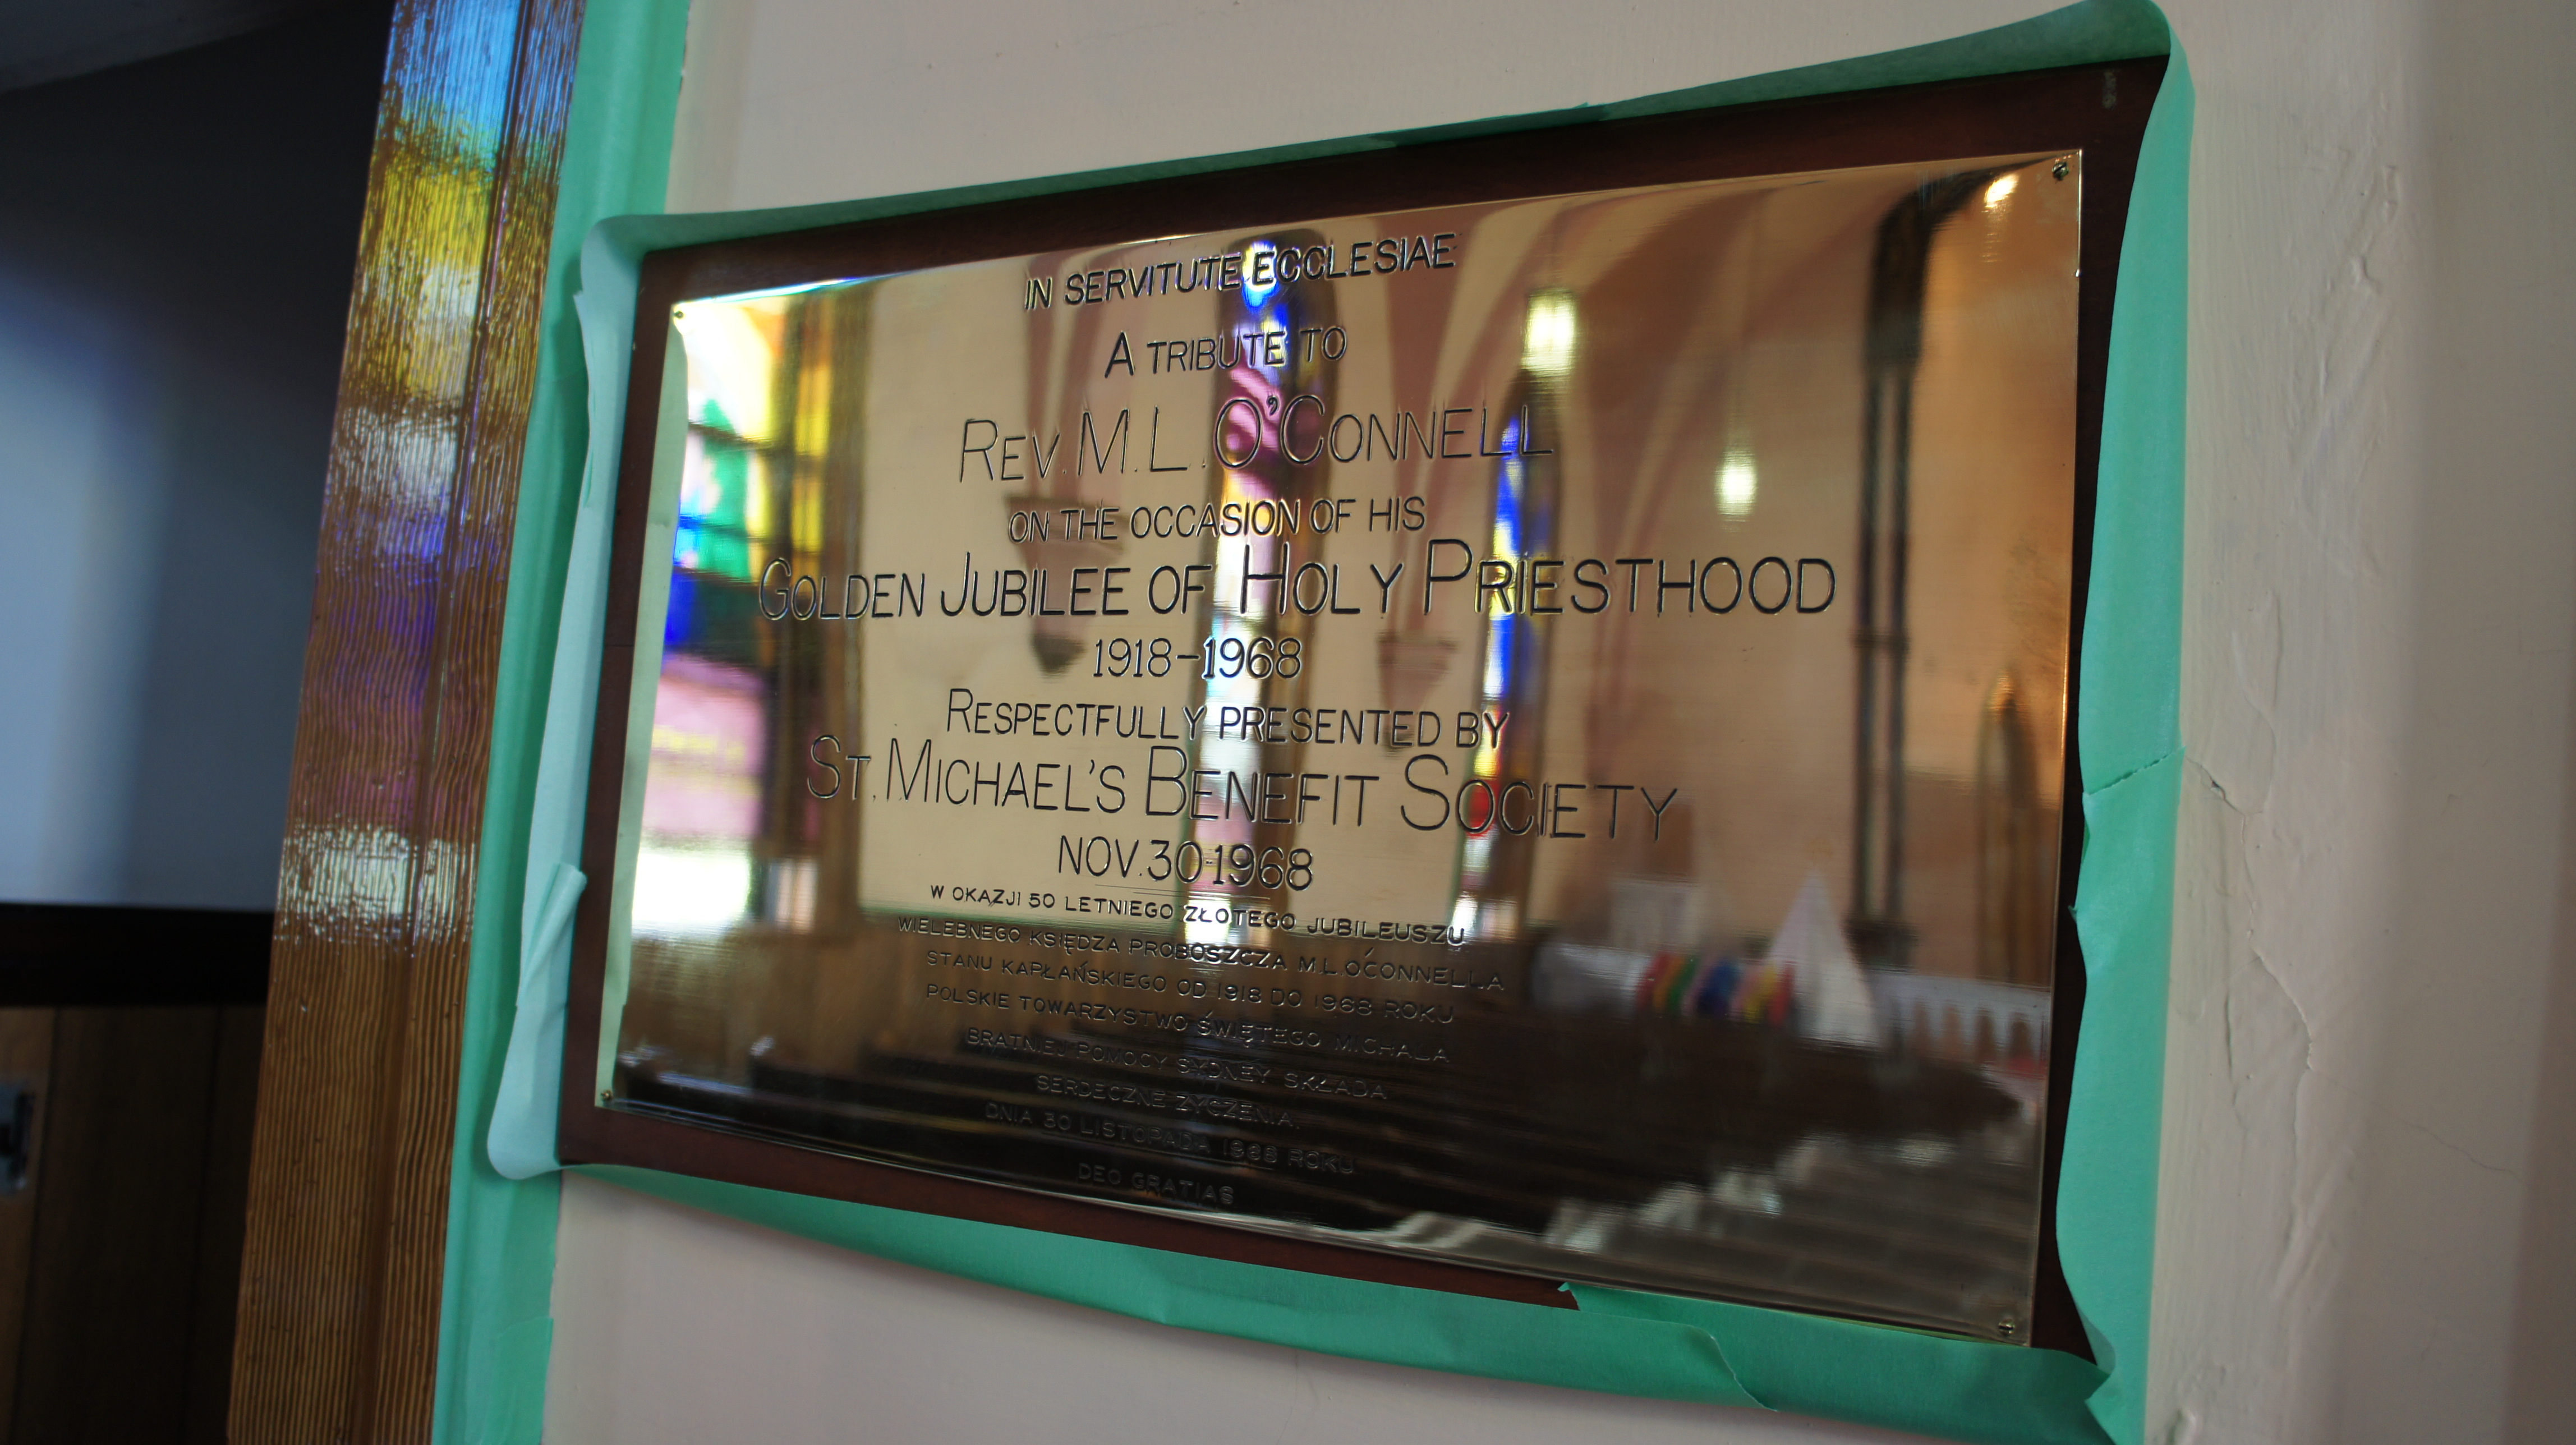 IN SERVITUTE ECCLESIAE
A TRIBUTE TO
REV. M. L. O'CONNELL
ON THE OCCASION OF HIS
GOLDEN JUBILEE OF HOLY PRIESTHOOD
1918-1968
RESPECTFULLY PRESENTED BY
ST. MICHAEL'S BENEFIT SOCIETY
NOV. 30·1968
W OKAZJI 50 LETNIEGO ZŁOTEGO JUBILEUSZU
WIELEBNEGO KSIĘDZA PROBOSZCZA M.L. O'CONNELLA
STANU KAPŁAŃSKIEGO OD 1918 DO 1968 ROKU
POLSKIE TOWARZYSTWO ŚWIĘTEGO MICHALA
BRATNIEJ POMOCY SYDNEY SKŁADA
SERDECZNE ZYCZENIA.
DNIA 30 LISTOPADA 1968 ROKU
DEO GRATIAS